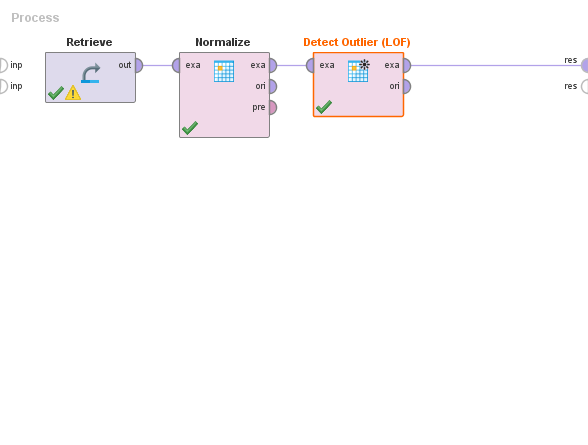 Process
Retrieve
Normalize
Detect Outlier (LOF)
inp
out
exa
exa
exa
exa
res
inp
ori
ori
res
pre